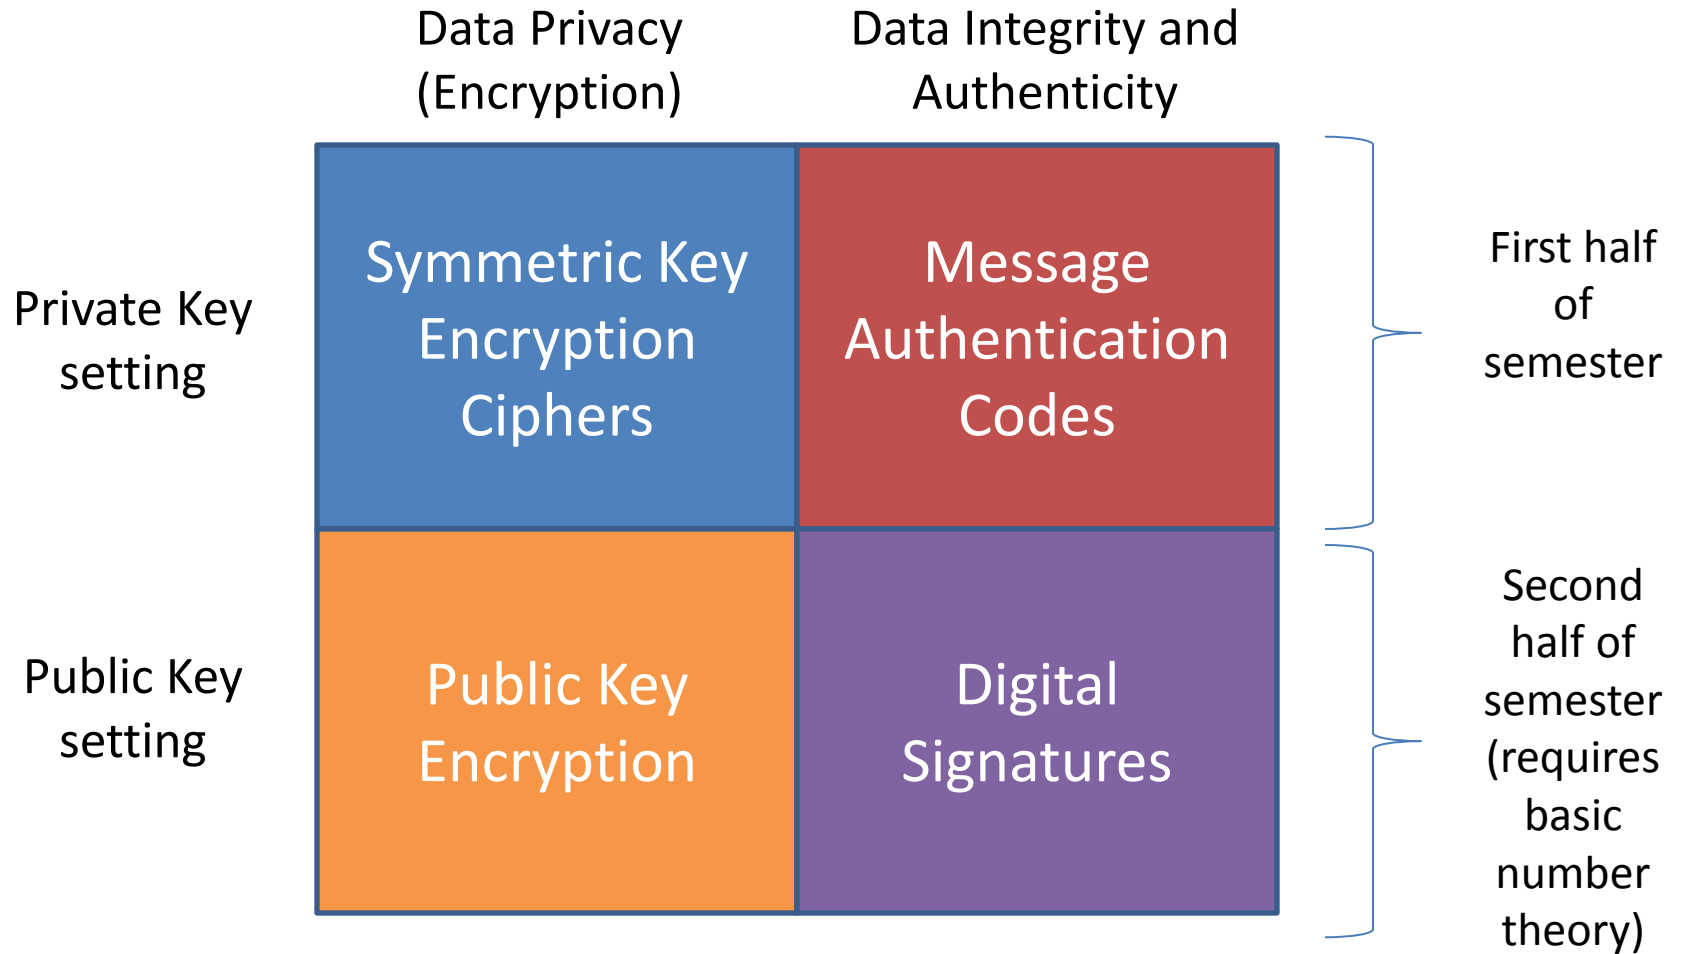 Data Privacy
(Encryption)
Data Integrity and
Authenticity
Private Key
setting
Symmetric Key
Encryption
Ciphers
Message
Authentication
Codes
First half
of
semester
Public Key
setting
Public Key
Encryption
Digital
Signatures
Second
half of
semester
(requires
basic
number
theory)